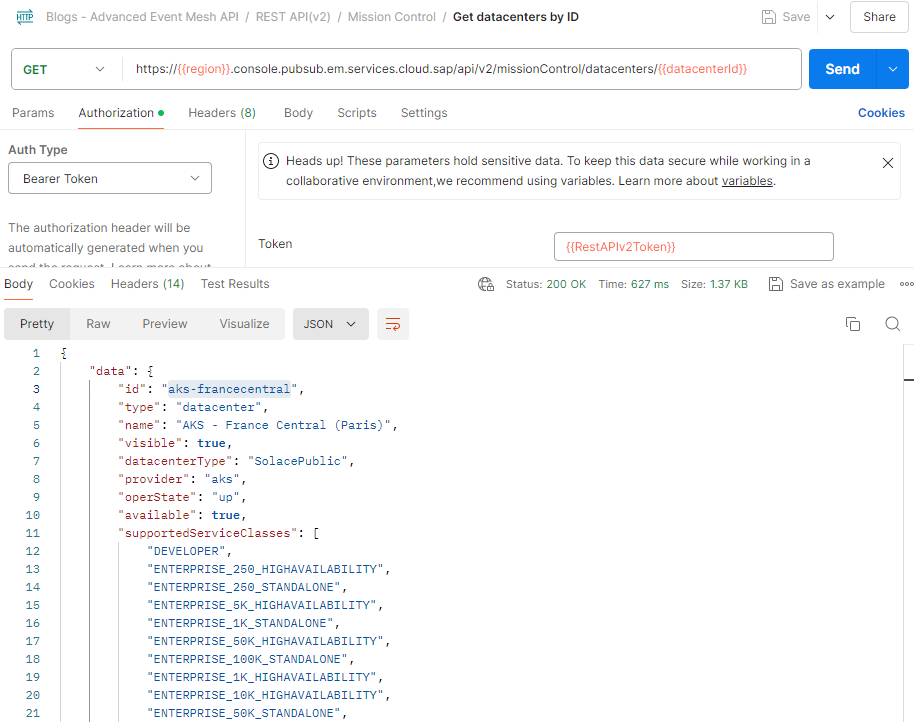 HTTP Blogs - Advanced Event Mesh API / REST API(v2) / Mission Control / Get datacenters by ID Save Share
GET https://{{region}}.console.pubsub.em.services.cloud.sap/api/v2/missionControl/datacenters/{{datacenterId}} Send
Params Authorization Headers (8) Body Scripts Settings Cookies
Auth Type
Bearer Token
Heads up! These parameters hold sensitive data. To keep this data secure while working in a
collaborative environment,we recommend using variables. Learn more about variables.
The authorization header will be
automatically generated when you
send the request. Learn more about
Token {{RestAPIv2Token}}
Body Cookies Headers (14) Test Results Status: 200 OK Time: 627 ms Size: 1.37 KB Save as example
Pretty Raw Preview Visualize JSON
1 {
2 "data": {
3 "id": "aks-francecentral",
4 "type": "datacenter",
5 "name": "AKS - France Central (Paris)",
6 "visible": true,
7 "datacenterType": "SolacePublic",
8 "provider": "aks",
9 "operState": "up",
10 "available": true,
11 "supportedServiceClasses": [
12 "DEVELOPER",
13 "ENTERPRISE_250_HIGHAVAILABILITY",
14 "ENTERPRISE_250_STANDALONE",
15 "ENTERPRISE_5K_HIGHAVAILABILITY",
16 "ENTERPRISE_1K_STANDALONE",
17 "ENTERPRISE_50K_HIGHAVAILABILITY",
18 "ENTERPRISE_100K_STANDALONE",
19 "ENTERPRISE_1K_HIGHAVAILABILITY",
20 "ENTERPRISE_10K_HIGHAVAILABILITY",
21 "ENTERPRISE_50K_STANDALONE",